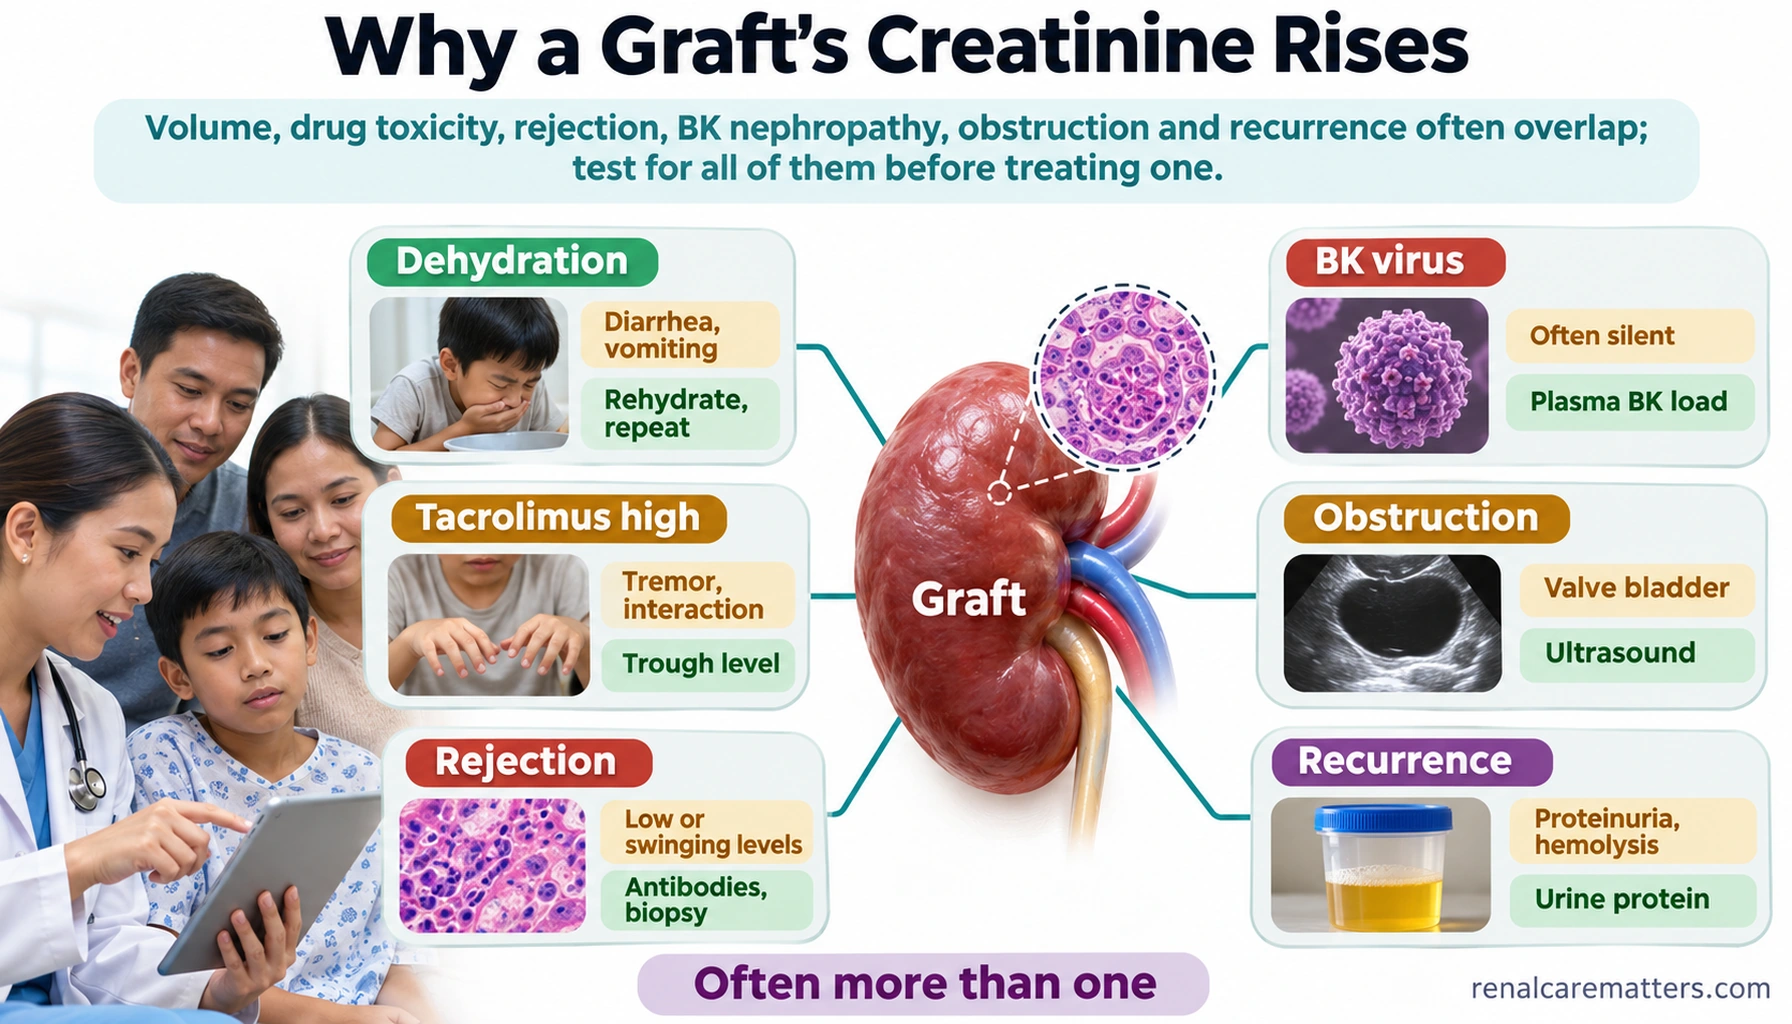 Why a Graft's Creatinine Rises
Volume, drug toxicity, rejection, BK nephropathy, obstruction and recurrence often overlap;
test for all of them before treating one.
Dehydration
Diarrhea,
vomiting
Rehydrate,
repeat
Tacrolimus high
Tremor,
interaction
Trough level
Rejection
Low or
swinging levels
Antibodies,
biopsy
Graft
BK virus
Often silent
Plasma BK load
Obstruction
Valve bladder
Ultrasound
Recurrence
Proteinuria,
hemolysis
Urine protein
Often more than one
renalcarematters.com